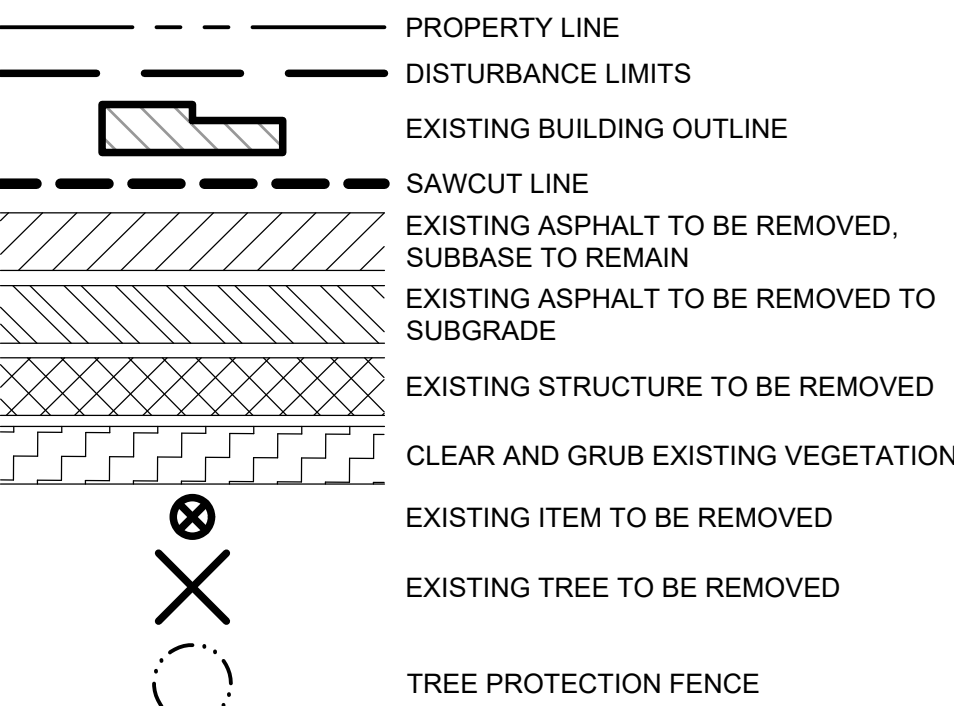 PROPERTY LINE
DISTURBANCE LIMITS
EXISTING BUILDING OUTLINE
SAWCUT LINE
EXISTING ASPHALT TO BE REMOVED,
SUBBASE TO REMAIN
EXISTING ASPHALT TO BE REMOVED TO
SUBGRADE
EXISTING STRUCTURE TO BE REMOVED
CLEAR AND GRUB EXISTING VEGETATION
EXISTING ITEM TO BE REMOVED
EXISTING TREE TO BE REMOVED
TREE PROTECTION FENCE